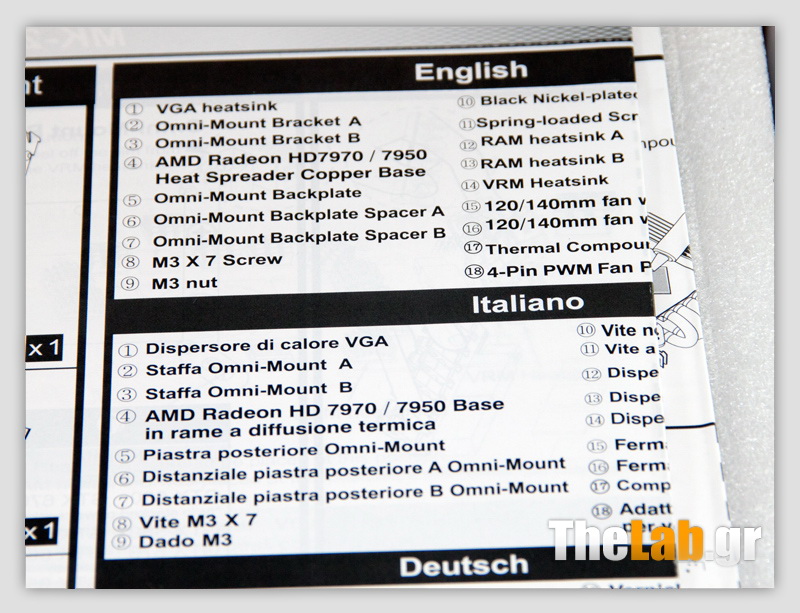 nt
English
① VGA heatsink
② Omni-Mount Bracket A
③ Omni-Mount Bracket B
④ AMD Radeon HD7970 / 7950
Heat Spreader Copper Base
⑤ Omni-Mount Backplate
⑥ Omni-Mount Backplate Spacer A
⑦ Omni-Mount Backplate Spacer B
⑧ M3 X 7 Screw
⑨ M3 nut
⑩ Black Nickel-plated
⑪ Spring-loaded Scr
⑫ RAM heatsink A
⑬ RAM heatsink B
⑭ VRM Heatsink
⑮ 120/140mm fan w
⑯ 120/140mm fan w
⑰ Thermal Compou
⑱ 4-Pin PWM Fan P
x 1
Italiano
① Dispersore di calore VGA
② Staffa Omni-Mount A
③ Staffa Omni-Mount B
④ AMD Radeon HD 7970 / 7950 Base
in rame a diffusione termica
⑤ Piastra posteriore Omni-Mount
⑥ Distanziale piastra posteriore A Omni-Mount
⑦ Distanziale piastra posteriore B Omni-Mount
⑧ Vite M3 X 7
⑨ Dado M3
⑩ Vite n
⑪ Vite a
⑫ Dispe
⑬ Dispe
⑭ Dispe
⑮ Ferm
⑯ Ferm
⑰ Comp
⑱ Adatt
per v
x 1
Deutsch
TheLab.gr